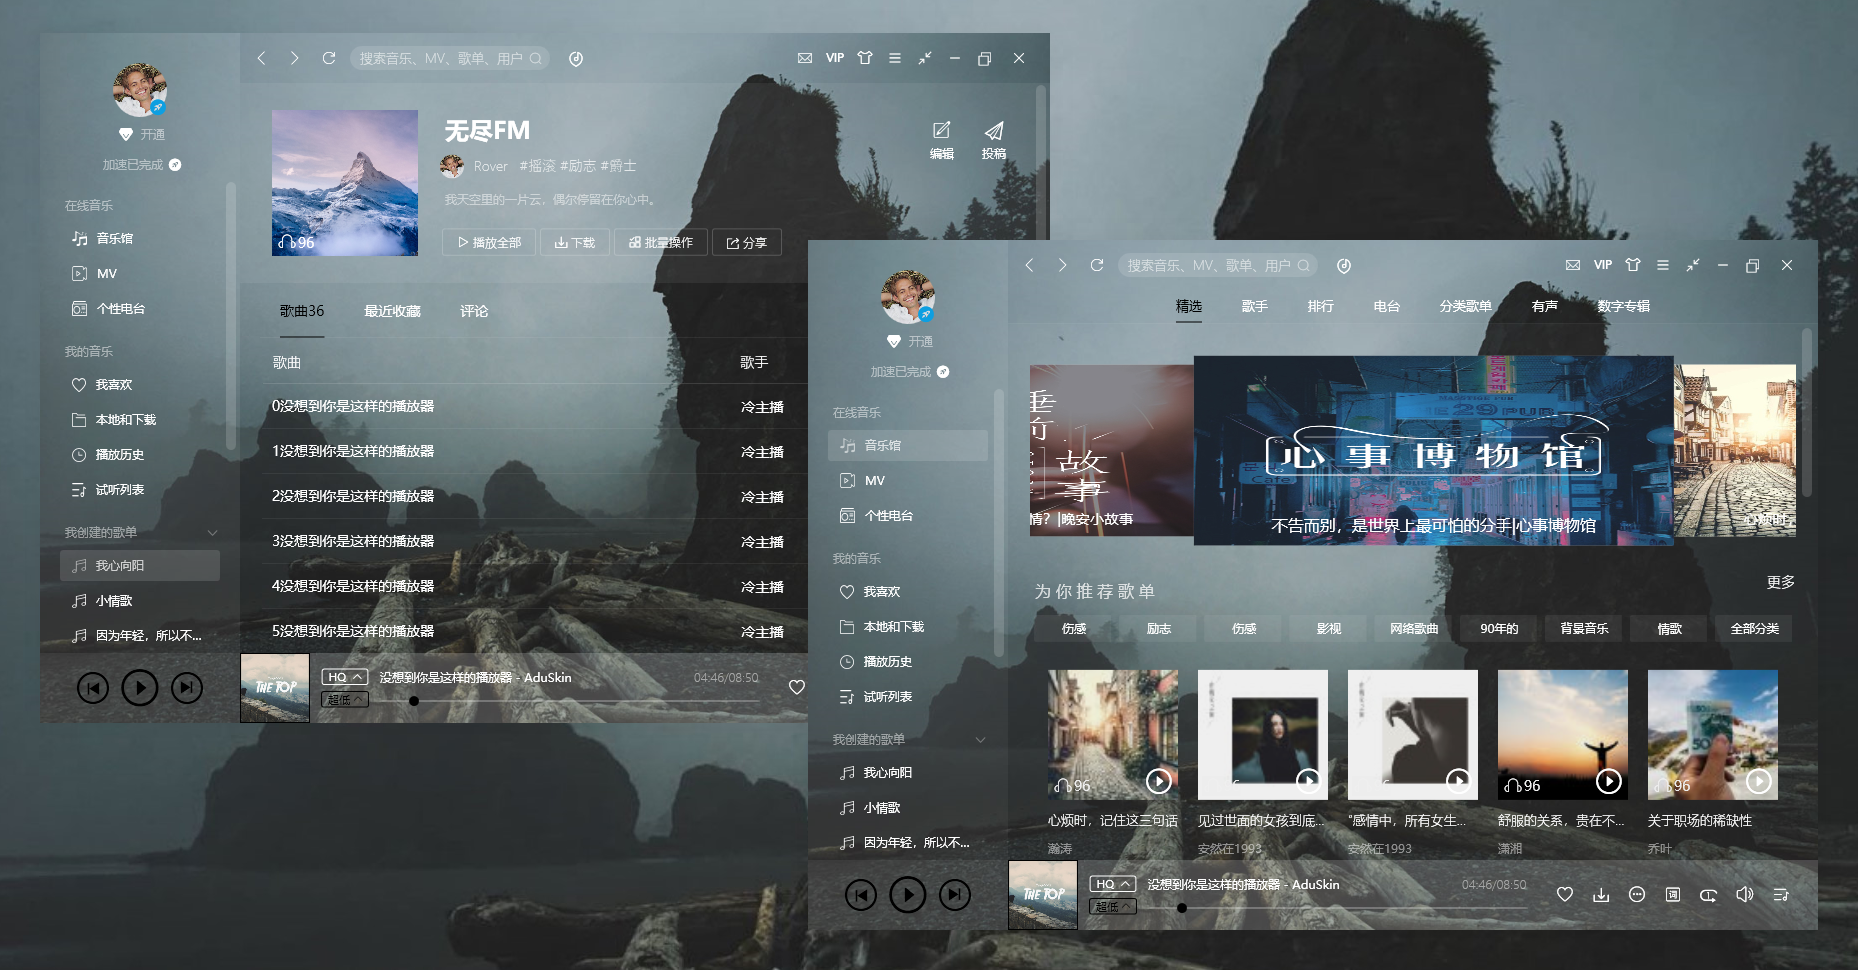 搜索音乐、MV、歌单、用户
VIP
开通
加速已完成
在线音乐
音乐馆
MV
个性电台
我的音乐
我喜欢
本地和下载
播放历史
试听列表
我创建的歌单
我心向阳
小情歌
因为年轻，所以不...
96
无尽FM
Rover #摇滚 #励志 #爵士
我天空里的一片云，偶尔停留在你心中。
播放全部 下载 批量操作 分享
编辑 投稿
歌曲36 最近收藏 评论
歌曲 歌手
0没想到你是这样的播放器 冷主播
1没想到你是这样的播放器 冷主播
2没想到你是这样的播放器 冷主播
3没想到你是这样的播放器 冷主播
4没想到你是这样的播放器 冷主播
5没想到你是这样的播放器 冷主播
THE TOP
HQ 没想到你是这样的播放器 - AduSkin 04:46/08:50
超低
搜索音乐、MV、歌单、用户
VIP
精选 歌手 排行 电台 分类歌单 有声 数字专辑
开通
加速已完成
在线音乐
音乐馆
MV
个性电台
我的音乐
我喜欢
本地和下载
播放历史
试听列表
我创建的歌单
我心向阳
小情歌
因为年轻，所以不...
故事
情？|晚安小故事
29 PUB
Cafe
心事博物馆
不告而别，是世界上最可怕的分手|心事博物馆
为你推荐歌单 更多
伤感 励志 伤感 影视 网络歌曲 90年的 背景音乐 情歌 全部分类
96 96 96
心烦时，记住这三句话 见过世面的女孩到底... “感情中，所有女生... 舒服的关系，贵在不... 关于职场的稀缺性
瀚涛 安然在1993 安然在1993 潇湘 乔叶
THE TOP
HQ 没想到你是这样的播放器 - AduSkin 04:46/08:50
超低
词